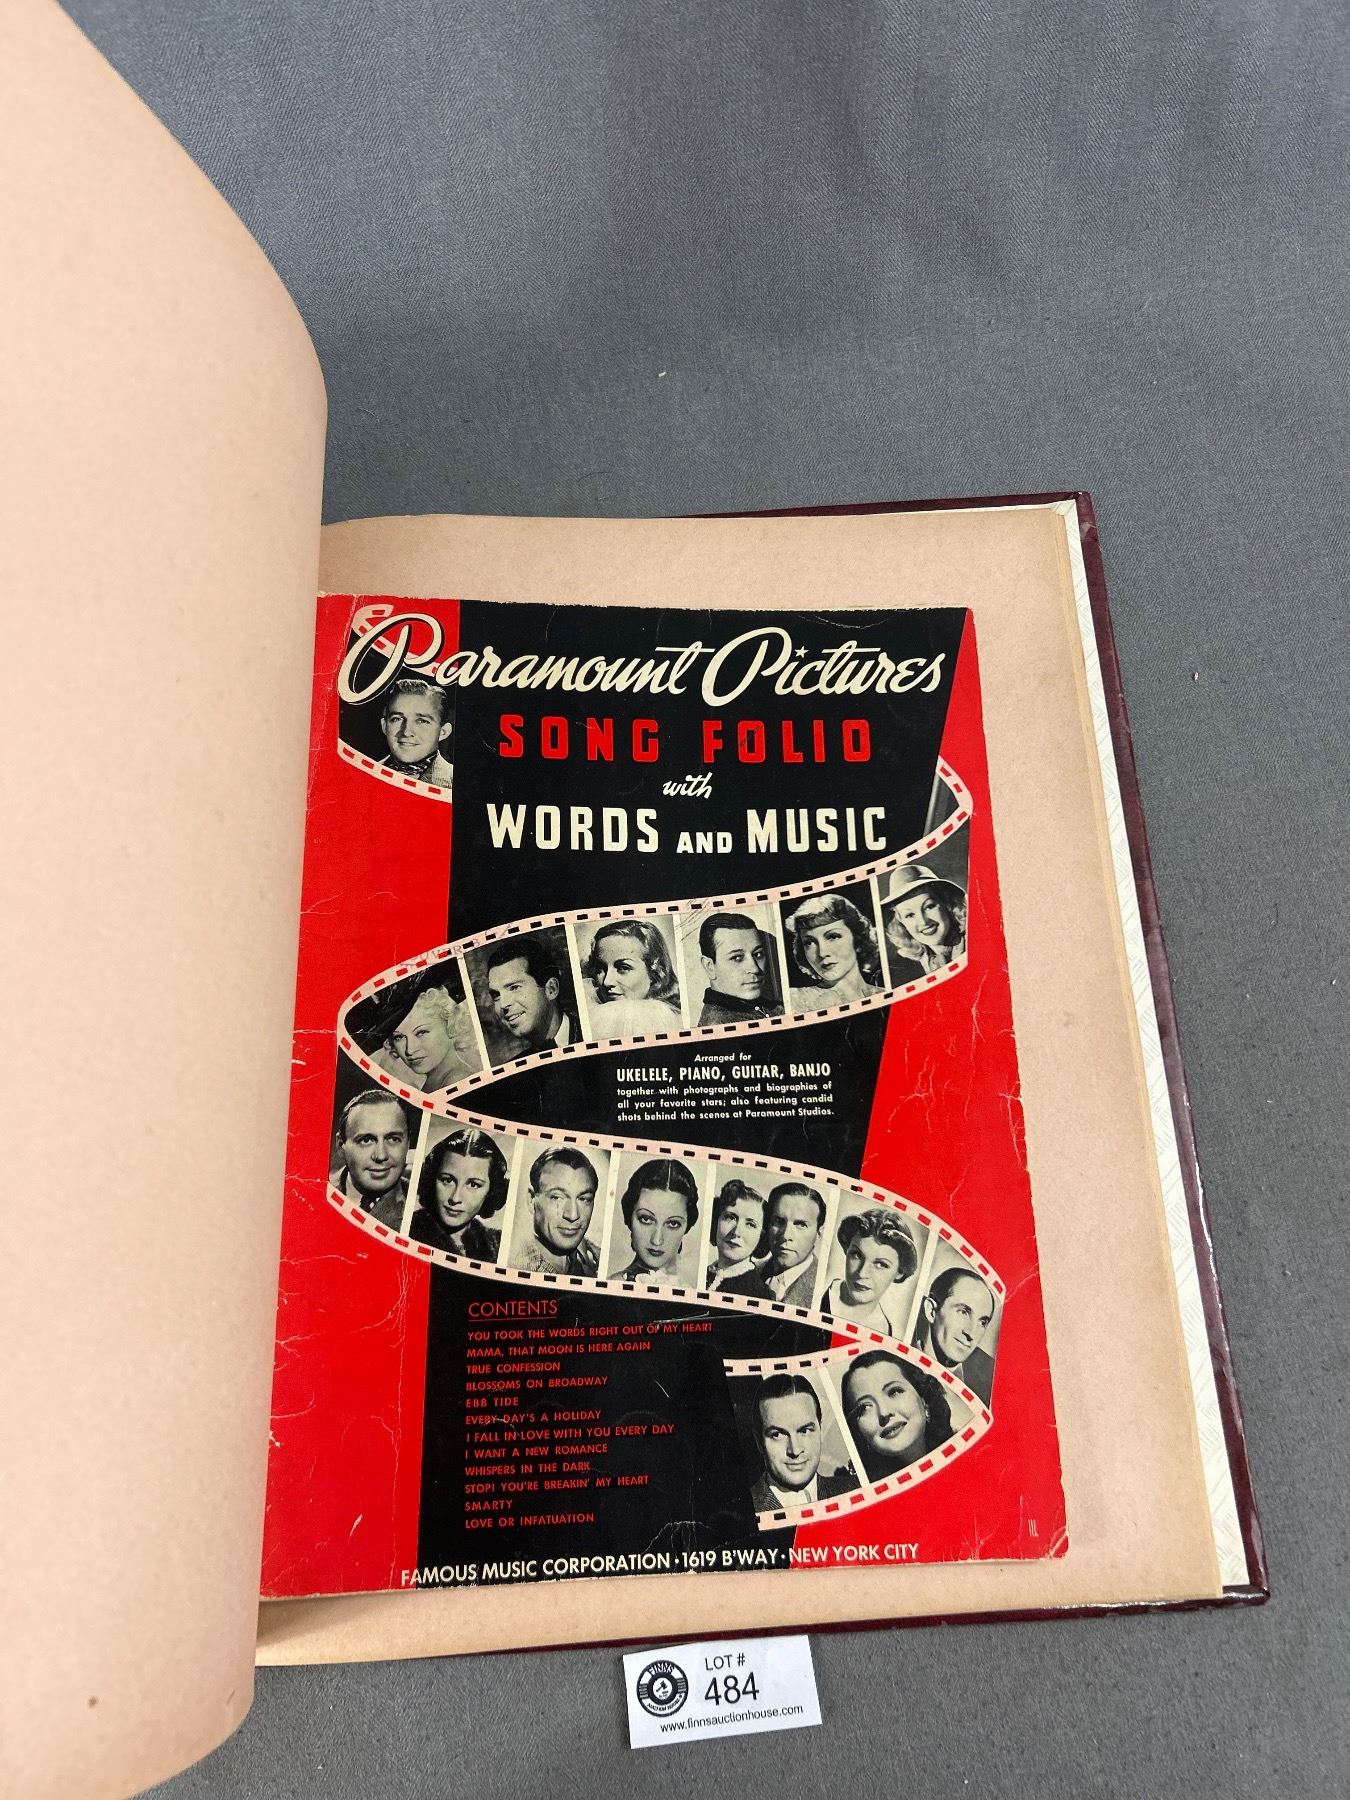 Paramount Pictures
SONG FOLIO
with
WORDS AND MUSIC
Arranged for
UKELELE, PIANO, GUITAR, BANJO
together with photographs and biographies of
all your favorite stars; also featuring candid
shots behind the scenes at Paramount Studios.
CONTENTS
YOU TOOK THE WORDS RIGHT OUT OF MY HEART
MAMA, THAT MOON IS HERE AGAIN
TRUE CONFESSION
BLOSSOMS ON BROADWAY
EBB TIDE
EVERY DAY'S A HOLIDAY
I FALL IN LOVE WITH YOU EVERY DAY
I WANT A NEW ROMANCE
WHISPERS IN THE DARK
STOP! YOU'RE BREAKIN' MY HEART
SMARTY
LOVE OR INFATUATION
FAMOUS MUSIC CORPORATION · 1619 B'WAY · NEW YORK CITY
FINNS
LOT #
484
www.finnsauctionhouse.com